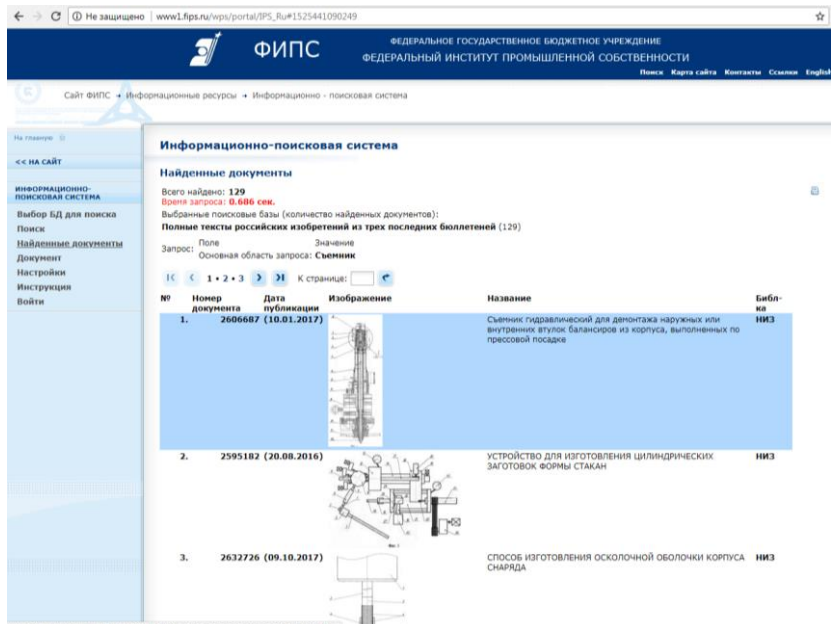 Не защищено | www1.fips.ru/wps/portal/IPS_Ru#1525441090249
ФИПС
ФЕДЕРАЛЬНОЕ ГОСУДАРСТВЕННОЕ БЮДЖЕТНОЕ УЧРЕЖДЕНИЕ
ФЕДЕРАЛЬНЫЙ ИНСТИТУТ ПРОМЫШЛЕННОЙ СОБСТВЕННОСТИ
Поиск Карта сайта Контакты Ссылки English
Сайт ФИПС → Информационные ресурсы → Информационно - поисковая система
На главную
<< НА САЙТ
ИНФОРМАЦИОННО-
ПОИСКОВАЯ СИСТЕМА
Выбор БД для поиска
Поиск
Найденные документы
Документ
Настройки
Инструкция
Войти
Информационно-поисковая система
Найденные документы
Всего найдено: 129
Время запроса: 0.686 сек.
Выбранные поисковые базы (количество найденных документов):
Полные тексты российских изобретений из трех последних бюллетеней (129)
Запрос: Поле Значение
Основная область запроса: Съемник
1 • 2 • 3 К странице:
№ Номер документа Дата публикации Изображение Название Библ-ка
1. 2606687 (10.01.2017) Съемник гидравлический для демонтажа наружных или НИЗ
внутренних втулок балансиров из корпуса, выполненных по
прессовой посадке
2. 2595182 (20.08.2016) УСТРОЙСТВО ДЛЯ ИЗГОТОВЛЕНИЯ ЦИЛИНДРИЧЕСКИХ НИЗ
ЗАГОТОВОК ФОРМЫ СТАКАН
3. 2632726 (09.10.2017) СПОСОБ ИЗГОТОВЛЕНИЯ ОСКОЛОЧНОЙ ОБОЛОЧКИ КОРПУСА НИЗ
СНАРЯДА